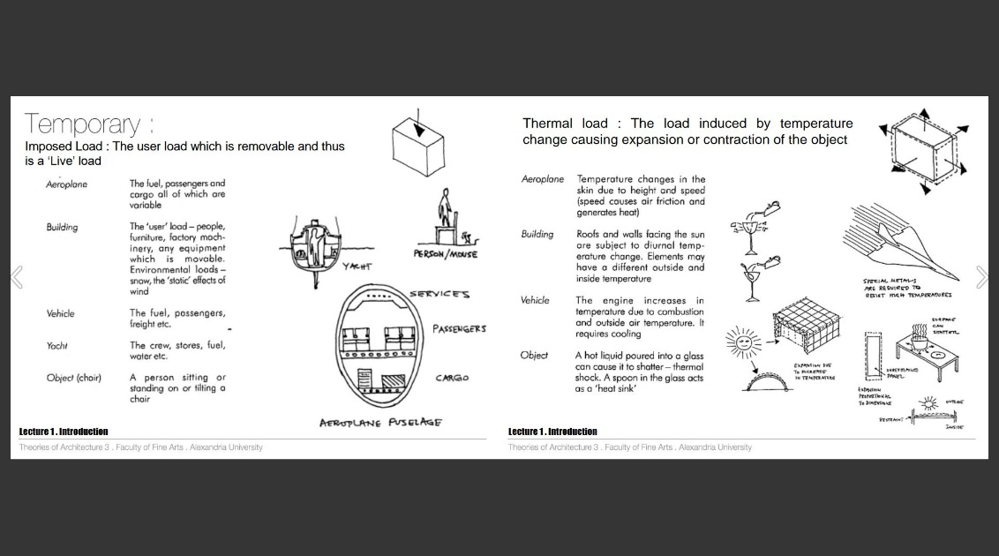 Temporary :
Imposed Load : The user load which is removable and thus
is a ‘Live’ load
Aeroplane
The fuel, passengers and
cargo all of which are
variable
Building
The ‘user’ load – people,
furniture, factory mach-
inery, any equipment
which is movable.
Environmental loads –
snow, the ‘static’ effects of
wind
Vehicle
The fuel, passengers,
freight etc.
Yacht
The crew, stores, fuel,
water etc.
Object (chair)
A person sitting or
standing on or tilting a
chair
PERSON/MOUSE
YACHT
SERVICES
PASSENGERS
CARGO
AEROPLANE FUSELAGE
Lecture 1 . Introduction
Theories of Architecture 3 . Faculty of Fine Arts . Alexandria University
Thermal load : The load induced by temperature
change causing expansion or contraction of the object
Aeroplane
Temperature changes in the
skin due to height and speed
(speed causes air friction and
generates heat)
Building
Roofs and walls facing the sun
are subject to diurnal temp-
erature change. Elements may
have a different outside and
inside temperature
Vehicle
The engine increases in
temperature due to combustion
and outside air temperature. It
requires cooling
Object
A hot liquid poured into a glass
can cause it to shatter – thermal
shock. A spoon in the glass acts
as a ‘heat sink’
SPECIAL METALS
ARE REQUIRED TO
RESIST HIGH TEMPERATURES
SURFACE
CAN
SHATTER
EXPANSION DUE
TO INCREASE
IN TEMPERATURE
UNRESTRAINED
PANEL
EXPANSION
PROPORTIONAL
TO DIMENSIONS
OUTSIDE
RESTRAINT
INSIDE
Lecture 1 . Introduction
Theories of Architecture 3 . Faculty of Fine Arts . Alexandria University